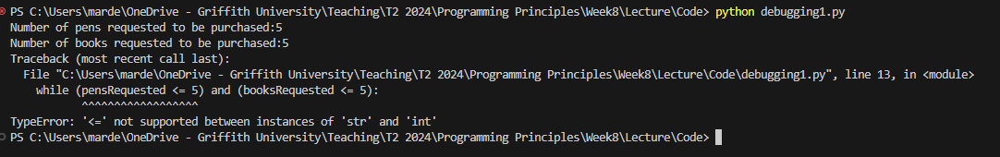 PS C:\Users\marde\OneDrive - Griffith University\Teaching\T2 2024\Programming Principles\Week8\Lecture\Code> python debugging1.py
Number of pens requested to be purchased:5
Number of books requested to be purchased:5
Traceback (most recent call last):
  File "C:\Users\marde\OneDrive - Griffith University\Teaching\T2 2024\Programming Principles\Week8\Lecture\Code\debugging1.py", line 13, in <module>
    while (pensRequested <= 5) and (booksRequested <= 5):
           ^^^^^^^^^^^^^^^^^^
TypeError: '<=' not supported between instances of 'str' and 'int'
PS C:\Users\marde\OneDrive - Griffith University\Teaching\T2 2024\Programming Principles\Week8\Lecture\Code>